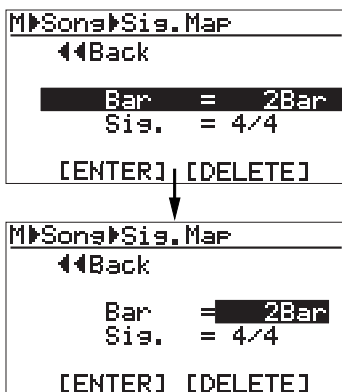 M▶Song▶Sig.Map
◀◀Back
Bar = 2Bar
Sig. = 4/4
[ENTER] [DELETE]
M▶Song▶Sig.Map
◀◀Back
Bar = 2Bar
Sig. = 4/4
[ENTER] [DELETE]